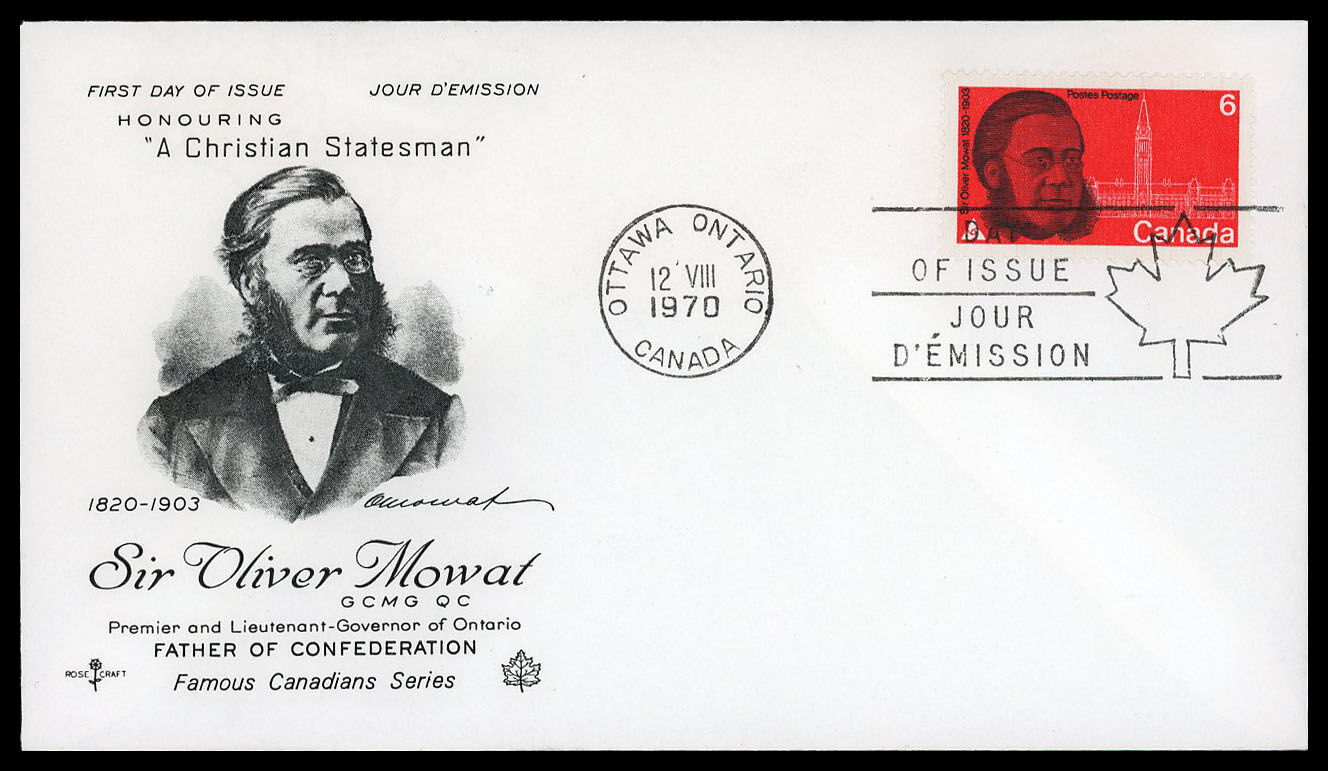 FIRST DAY OF ISSUE JOUR D'EMISSION
HONOURING
"A Christian Statesman"
1820-1903 OMowat
Sir Oliver Mowat
GCMG QC
Premier and Lieutenant-Governor of Ontario
FATHER OF CONFEDERATION
ROSE CRAFT
Famous Canadians Series
OTTAWA ONTARIO
12 VIII
1970
CANADA
Postes Postage
6
Sir Oliver Mowat 1820-1903
Canada
DAY
OF ISSUE
JOUR
D'ÉMISSION